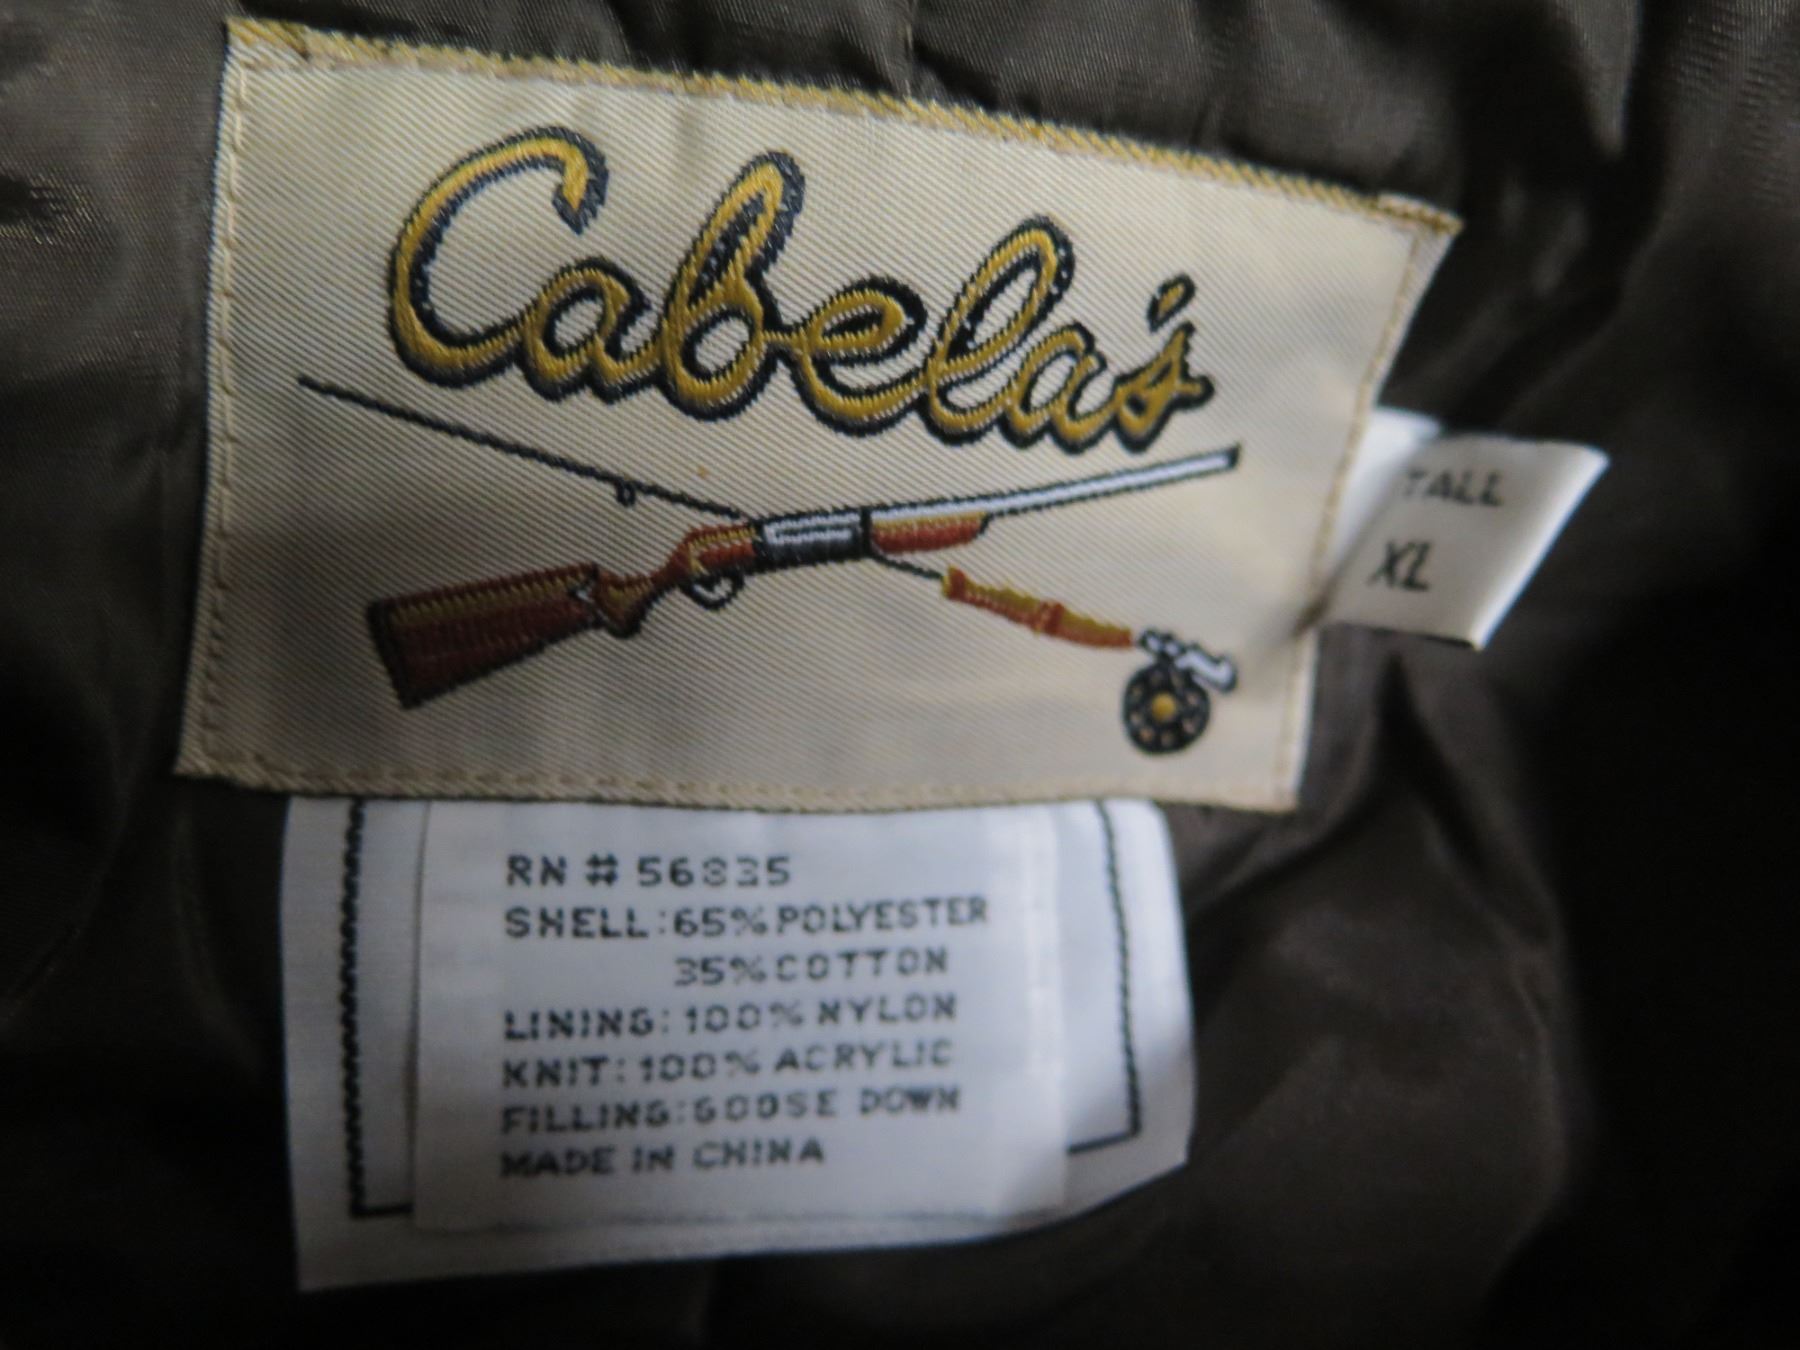 Cabela's
TALL
XL
RN # 56835
SHELL: 65% POLYESTER
35% COTTON
LINING: 100% NYLON
KNIT: 100% ACRYLIC
FILLING: GOOSE DOWN
MADE IN CHINA